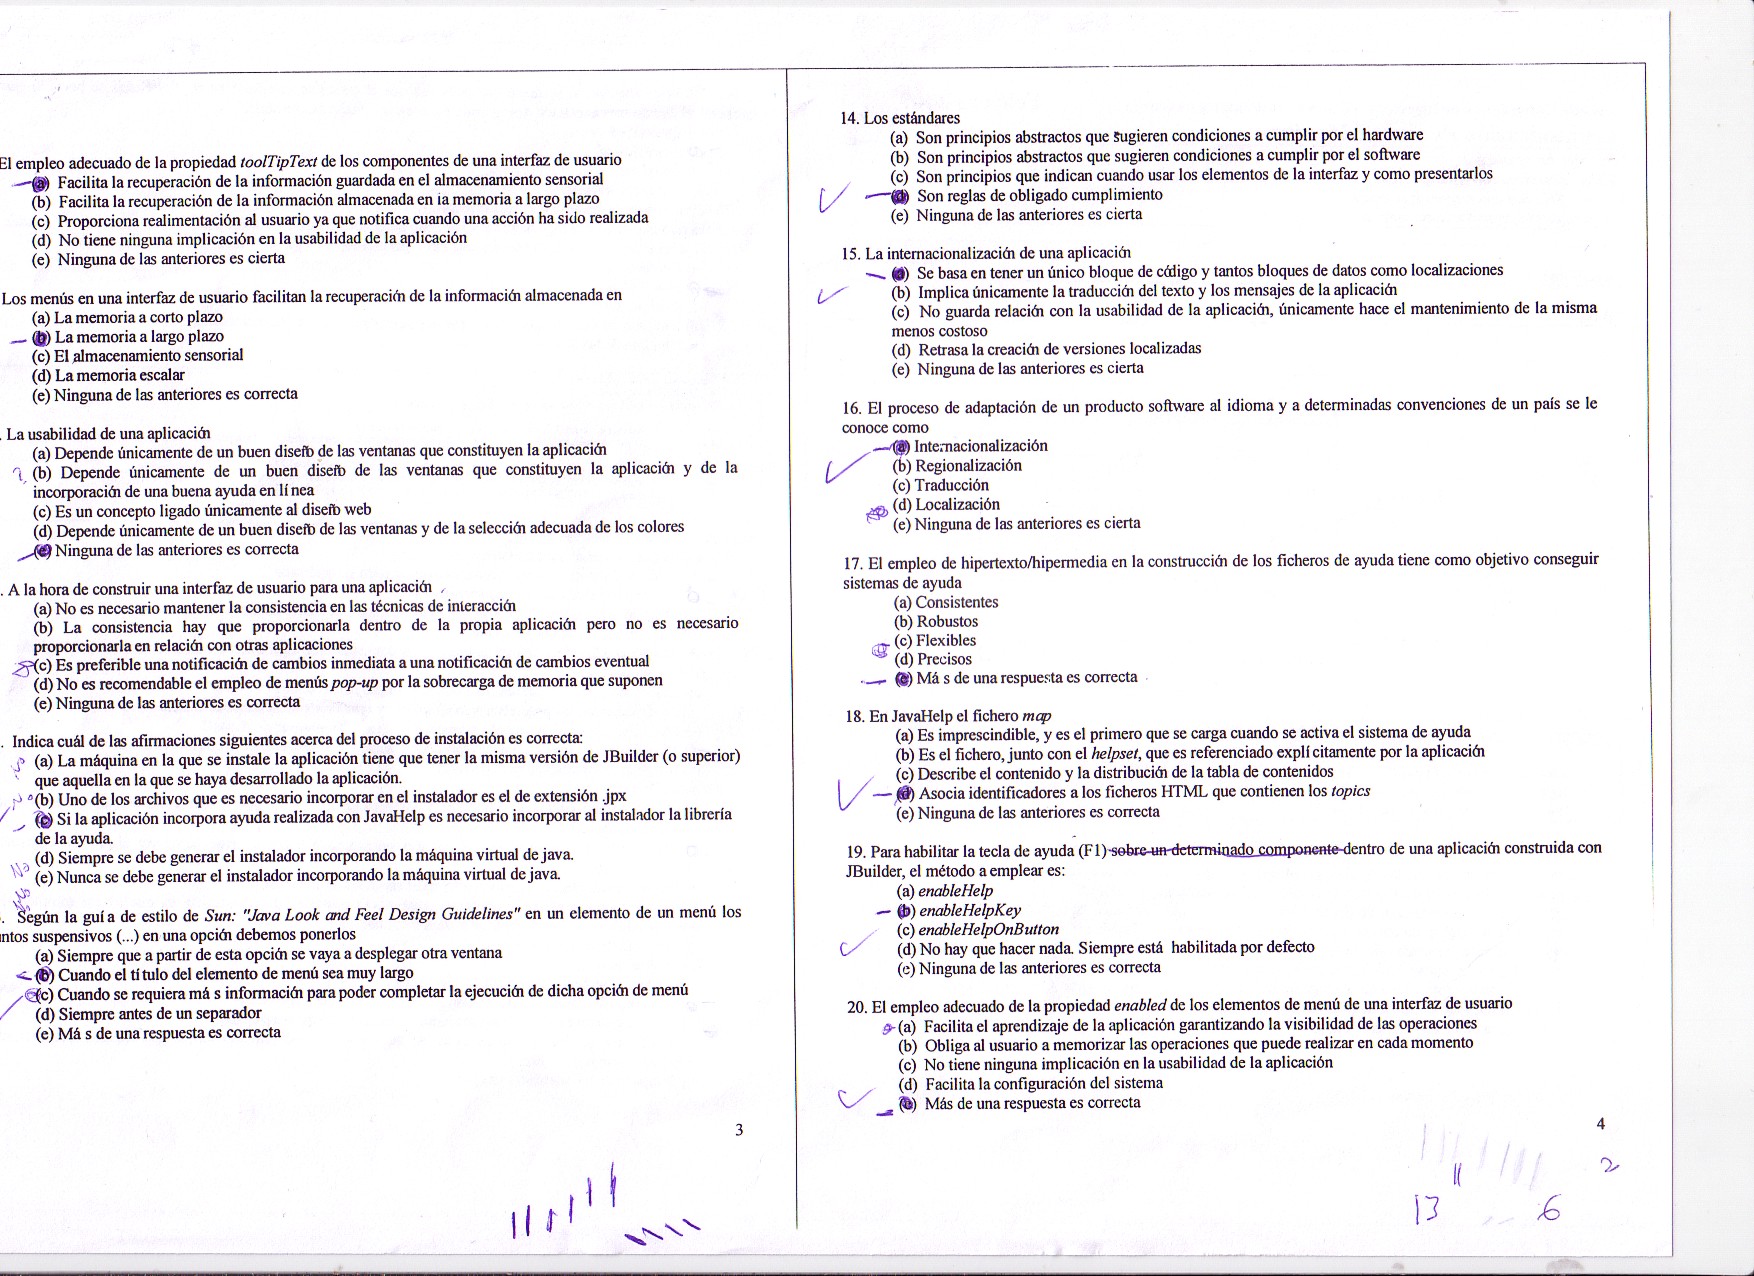 El empleo adecuado de la propiedad toolTipText de los componentes de una interfaz de usuario
(a) Facilita la recuperación de la información guardada en el almacenamiento sensorial
(b) Facilita la recuperación de la información almacenada en la memoria a largo plazo
(c) Proporciona realimentación al usuario ya que notifica cuando una acción ha sido realizada
(d) No tiene ninguna implicación en la usabilidad de la aplicación
(e) Ninguna de las anteriores es cierta
Los menús en una interfaz de usuario facilitan la recuperación de la información almacenada en
(a) La memoria a corto plazo
(b) La memoria a largo plazo
(c) El almacenamiento sensorial
(d) La memoria escalar
(e) Ninguna de las anteriores es correcta
. La usabilidad de una aplicación
(a) Depende únicamente de un buen diseño de las ventanas que constituyen la aplicación
(b) Depende únicamente de un buen diseño de las ventanas que constituyen la aplicación y de la
incorporación de una buena ayuda en línea
(c) Es un concepto ligado únicamente al diseño web
(d) Depende únicamente de un buen diseño de las ventanas y de la selección adecuada de los colores
(e) Ninguna de las anteriores es correcta
. A la hora de construir una interfaz de usuario para una aplicación
(a) No es necesario mantener la consistencia en las técnicas de interacción
(b) La consistencia hay que proporcionarla dentro de la propia aplicación pero no es necesario
proporcionarla en relación con otras aplicaciones
(c) Es preferible una notificación de cambios inmediata a una notificación de cambios eventual
(d) No es recomendable el empleo de menús pop-up por la sobrecarga de memoria que suponen
(e) Ninguna de las anteriores es correcta
. Indica cuál de las afirmaciones siguientes acerca del proceso de instalación es correcta:
(a) La máquina en la que se instale la aplicación tiene que tener la misma versión de JBuilder (o superior)
que aquella en la que se haya desarrollado la aplicación.
(b) Uno de los archivos que es necesario incorporar en el instalador es el de extensión .jpx
(c) Si la aplicación incorpora ayuda realizada con JavaHelp es necesario incorporar al instalador la librería
de la ayuda.
(d) Siempre se debe generar el instalador incorporando la máquina virtual de java.
No (e) Nunca se debe generar el instalador incorporando la máquina virtual de java.
. Según la guía de estilo de Sun: "Java Look and Feel Design Guidelines" en un elemento de un menú los
ntos suspensivos (...) en una opción debemos ponerlos
(a) Siempre que a partir de esta opción se vaya a desplegar otra ventana
(b) Cuando el título del elemento de menú sea muy largo
(c) Cuando se requiera más información para poder completar la ejecución de dicha opción de menú
(d) Siempre antes de un separador
(e) Más de una respuesta es correcta
3
14. Los estándares
(a) Son principios abstractos que sugieren condiciones a cumplir por el hardware
(b) Son principios abstractos que sugieren condiciones a cumplir por el software
(c) Son principios que indican cuando usar los elementos de la interfaz y como presentarlos
(d) Son reglas de obligado cumplimiento
(e) Ninguna de las anteriores es cierta
15. La internacionalización de una aplicación
(a) Se basa en tener un único bloque de código y tantos bloques de datos como localizaciones
(b) Implica únicamente la traducción del texto y los mensajes de la aplicación
(c) No guarda relación con la usabilidad de la aplicación, únicamente hace el mantenimiento de la misma
menos costoso
(d) Retrasa la creación de versiones localizadas
(e) Ninguna de las anteriores es cierta
16. El proceso de adaptación de un producto software al idioma y a determinadas convenciones de un país se le
conoce como
(a) Internacionalización
(b) Regionalización
(c) Traducción
(d) Localización
(e) Ninguna de las anteriores es cierta
17. El empleo de hipertexto/hipermedia en la construcción de los ficheros de ayuda tiene como objetivo conseguir
sistemas de ayuda
(a) Consistentes
(b) Robustos
(c) Flexibles
(d) Precisos
(e) Más de una respuesta es correcta
18. En JavaHelp el fichero map
(a) Es imprescindible, y es el primero que se carga cuando se activa el sistema de ayuda
(b) Es el fichero, junto con el helpset, que es referenciado explícitamente por la aplicación
(c) Describe el contenido y la distribución de la tabla de contenidos
(d) Asocia identificadores a los ficheros HTML que contienen los topics
(e) Ninguna de las anteriores es correcta
19. Para habilitar la tecla de ayuda (F1) sobre un determinado componente dentro de una aplicación construida con
JBuilder, el método a emplear es:
(a) enableHelp
(b) enableHelpKey
(c) enableHelpOnButton
(d) No hay que hacer nada. Siempre está habilitada por defecto
(e) Ninguna de las anteriores es correcta
20. El empleo adecuado de la propiedad enabled de los elementos de menú de una interfaz de usuario
(a) Facilita el aprendizaje de la aplicación garantizando la visibilidad de las operaciones
(b) Obliga al usuario a memorizar las operaciones que puede realizar en cada momento
(c) No tiene ninguna implicación en la usabilidad de la aplicación
(d) Facilita la configuración del sistema
(e) Más de una respuesta es correcta
4
2
13
6